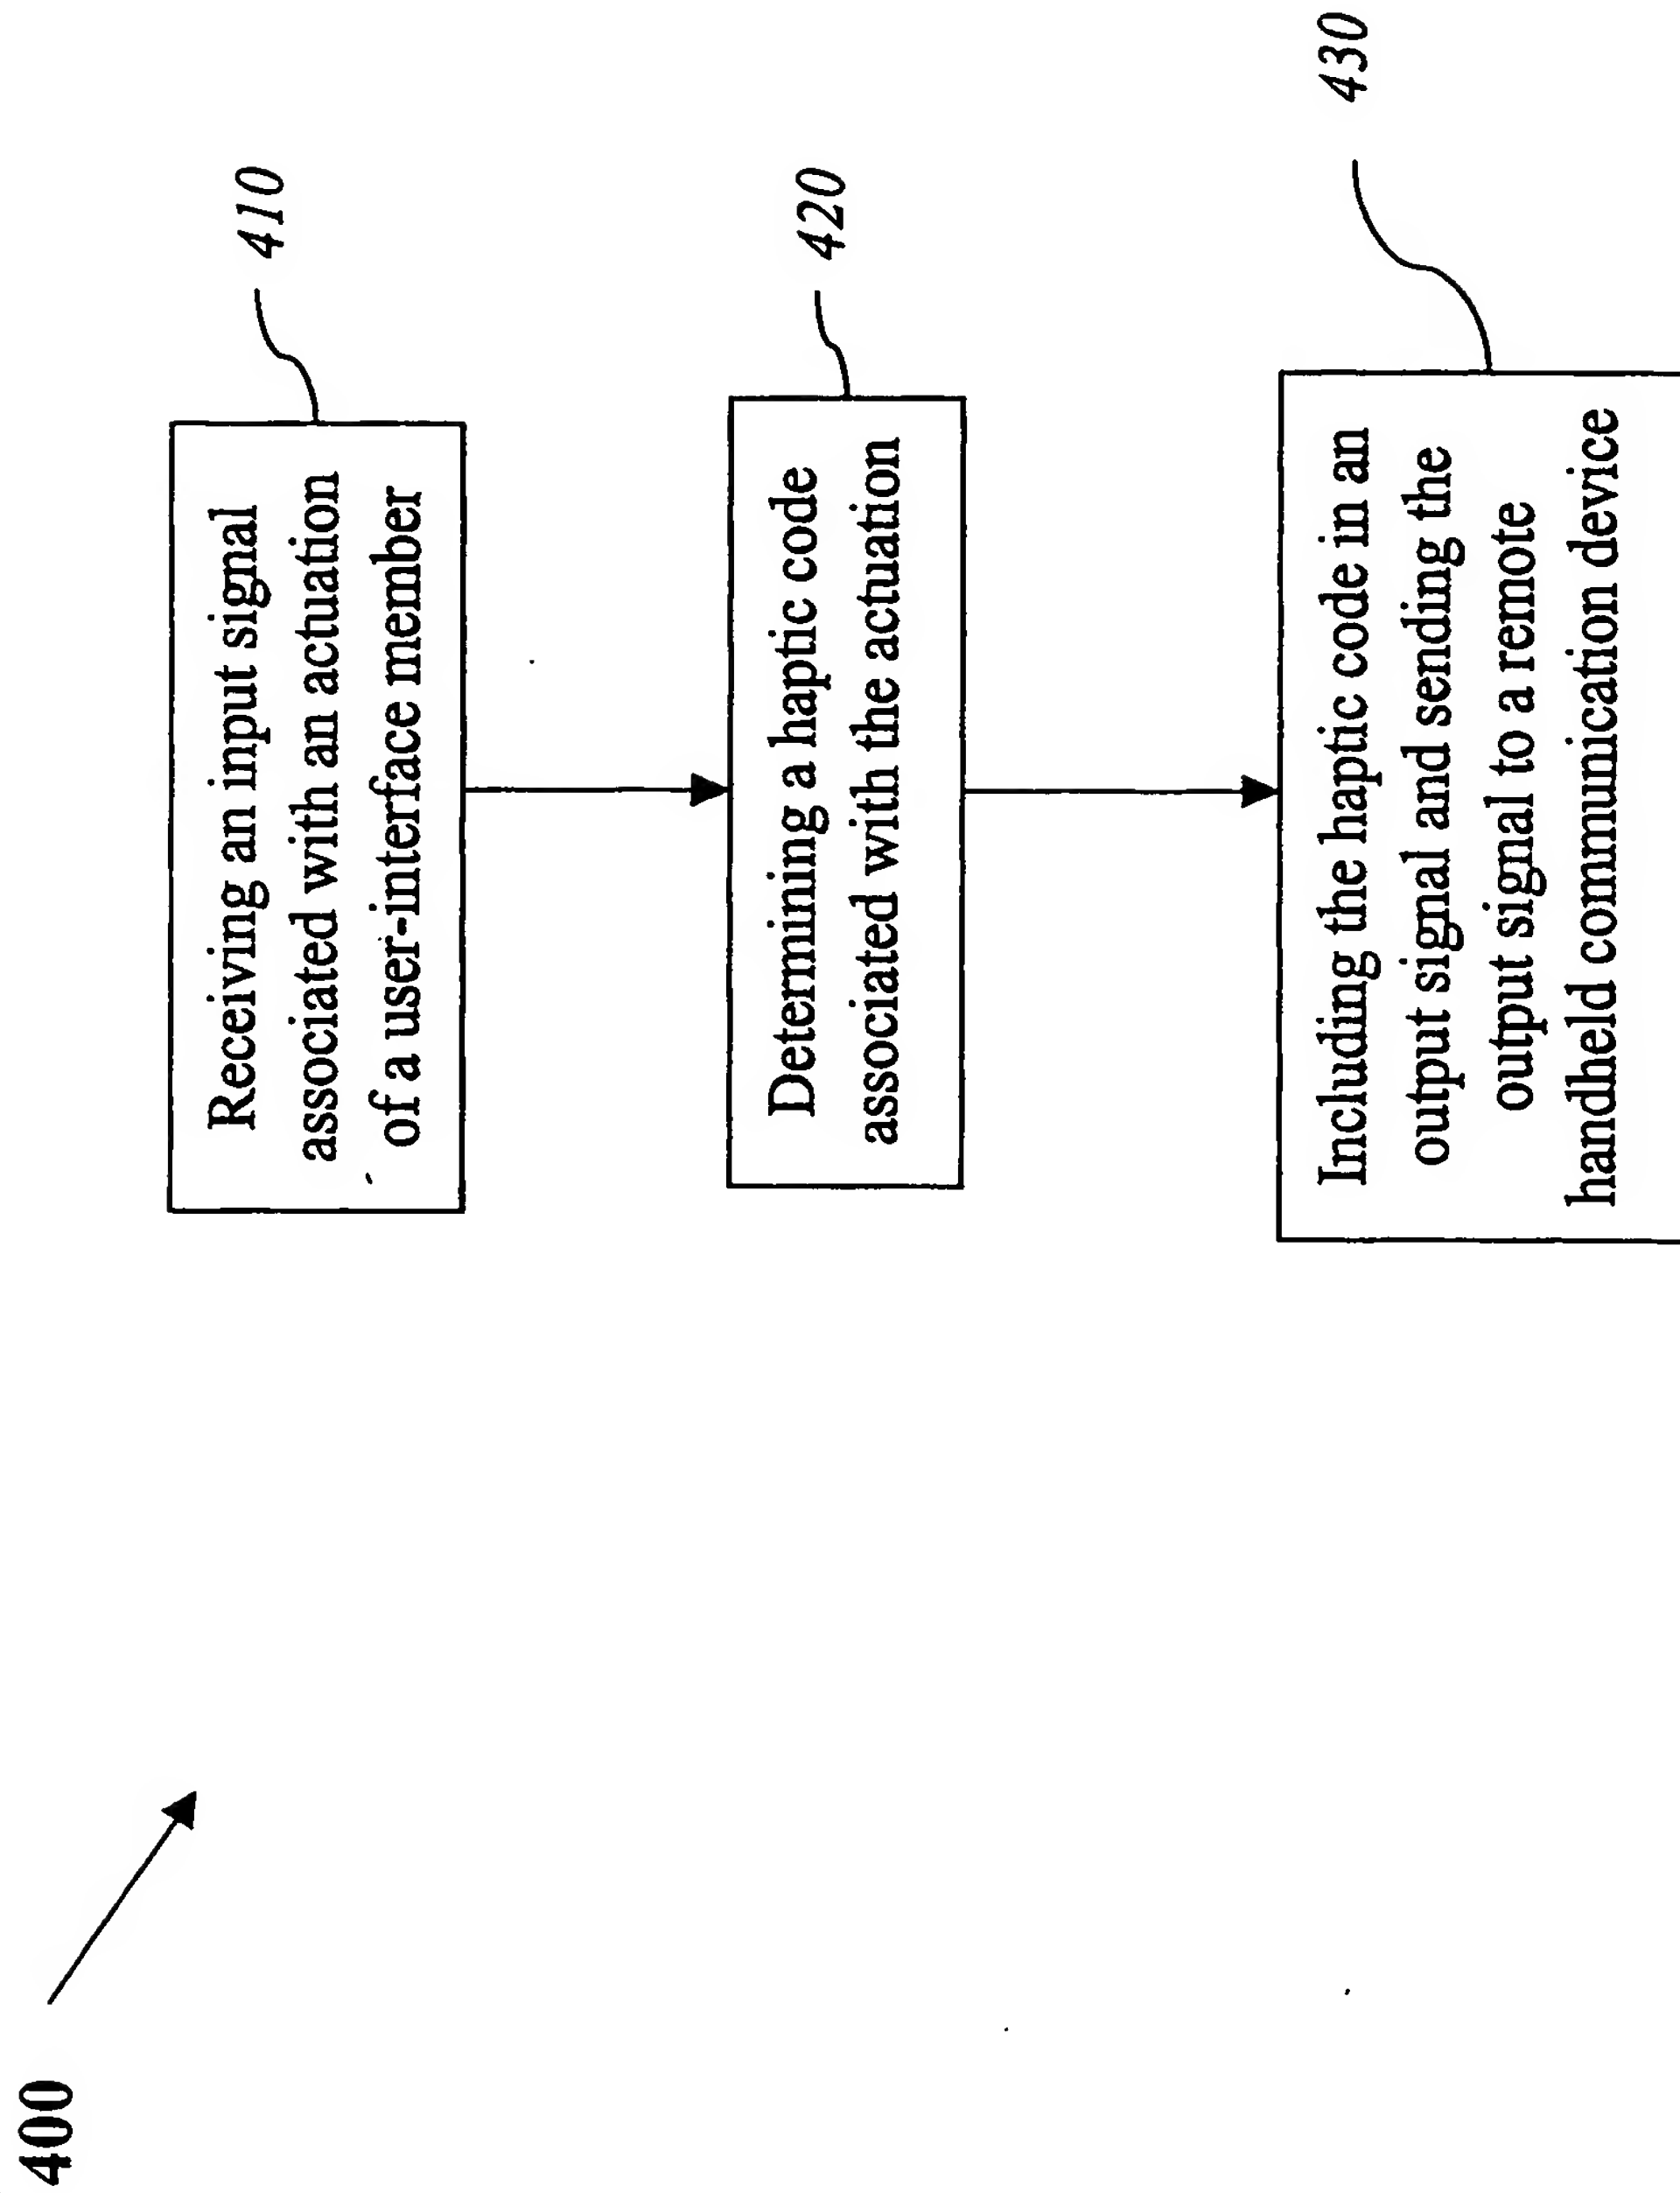 400
Receiving an input signal
associated with an actuation
of a user-interface member
410
Determining a haptic code
associated with the actuation
420
Including the haptic code in an
output signal and sending the
output signal to a remote
handheld communication device
430